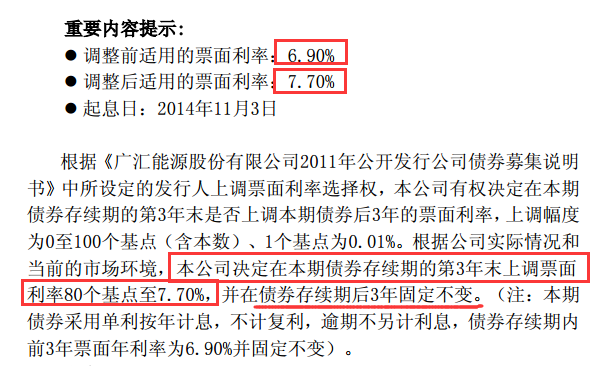 重要内容提示:
● 调整前适用的票面利率: 6.90%
● 调整后适用的票面利率: 7.70%
● 起息日: 2014年11月3日
根据《广汇能源股份有限公司2011年公开发行公司债券募集说明
书》中所设定的发行人上调票面利率选择权，本公司有权决定在本期
债券存续期的第3年末是否上调本期债券后3年的票面利率，上调幅度
为0至100个基点（含本数）、1个基点为0.01%。根据公司实际情况和
当前的市场环境，本公司决定在本期债券存续期的第3年末上调票面
利率80个基点至7.70%，并在债券存续期后3年固定不变。（注：本期
债券采用单利按年计息，不计复利，逾期不另计利息，债券存续期内
前3年票面年利率为6.90%并固定不变）。